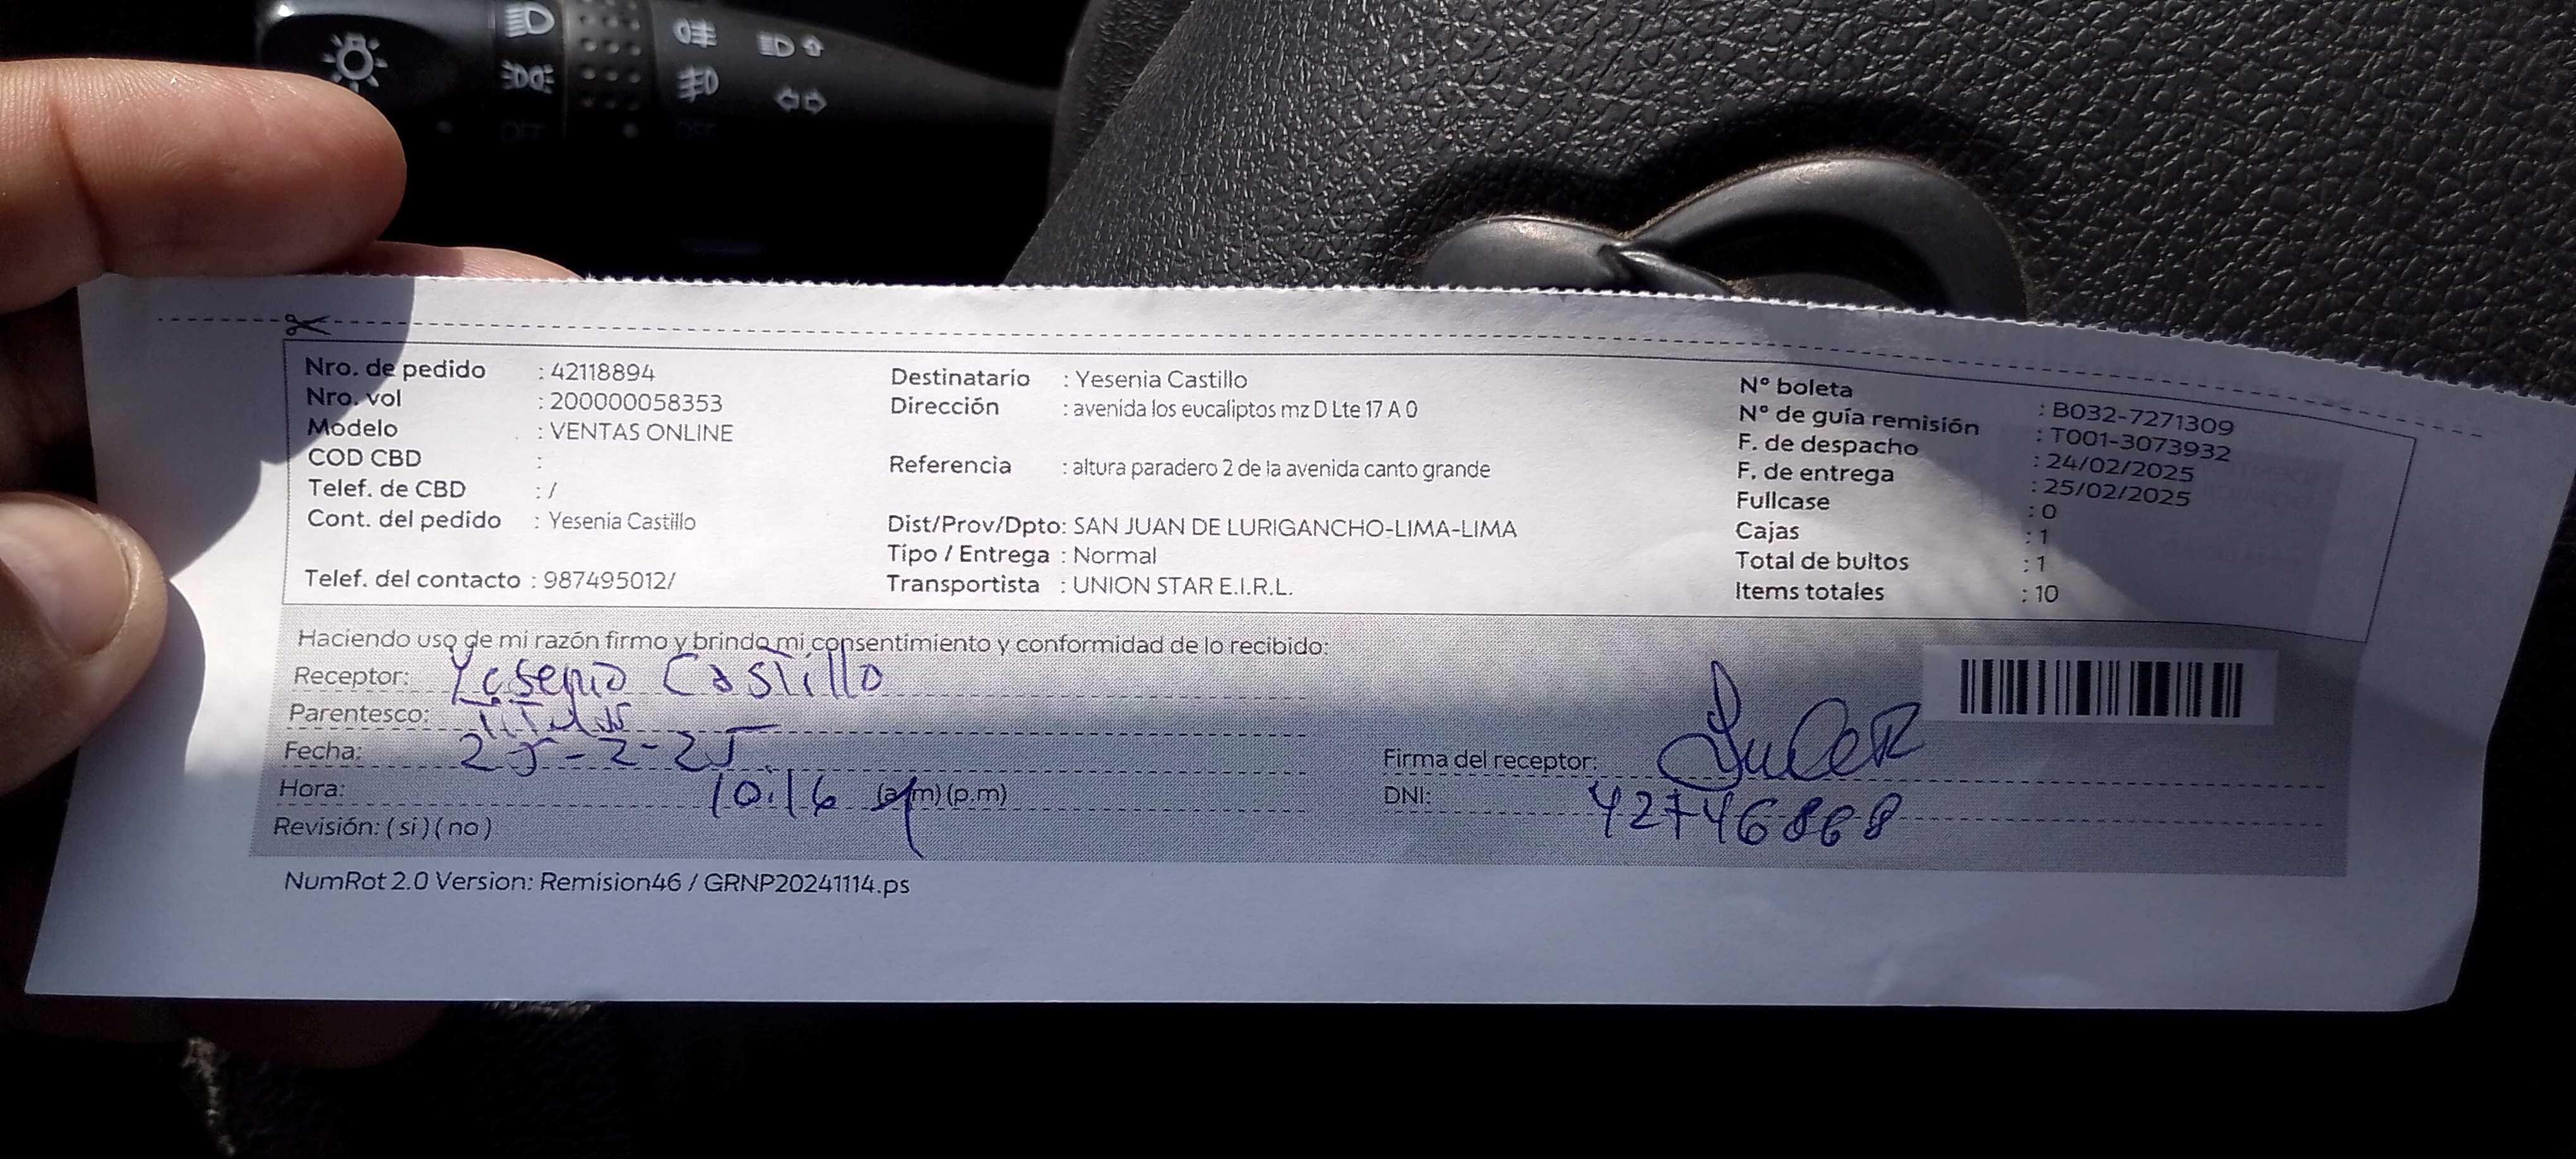 OFF OFF
Nro. de pedido : 42118894
Nro. vol : 200000058353
Modelo : VENTAS ONLINE
COD CBD :
Telef. de CBD : /
Cont. del pedido : Yesenia Castillo
Telef. del contacto : 987495012/
Destinatario : Yesenia Castillo
Dirección : avenida los eucaliptos mz D Lte 17 A 0
Referencia : altura paradero 2 de la avenida canto grande
Dist/Prov/Dpto: SAN JUAN DE LURIGANCHO-LIMA-LIMA
Tipo / Entrega : Normal
Transportista : UNION STAR E.I.R.L.
N° boleta : B032-7271309
N° de guía remisión : T001-3073932
F. de despacho : 24/02/2025
F. de entrega : 25/02/2025
Fullcase : 0
Cajas : 1
Total de bultos : 1
Items totales : 10
Haciendo uso de mi razón firmo y brindo mi consentimiento y conformidad de lo recibido:
Receptor: Yesenia Castillo
Parentesco: Titular
Fecha: 25-2-25
Hora: 10:16 (a.m) (p.m)
Revisión: ( si ) ( no )
Firma del receptor:
DNI: 42746868
NumRot 2.0 Version: Remision46 / GRNP20241114.ps